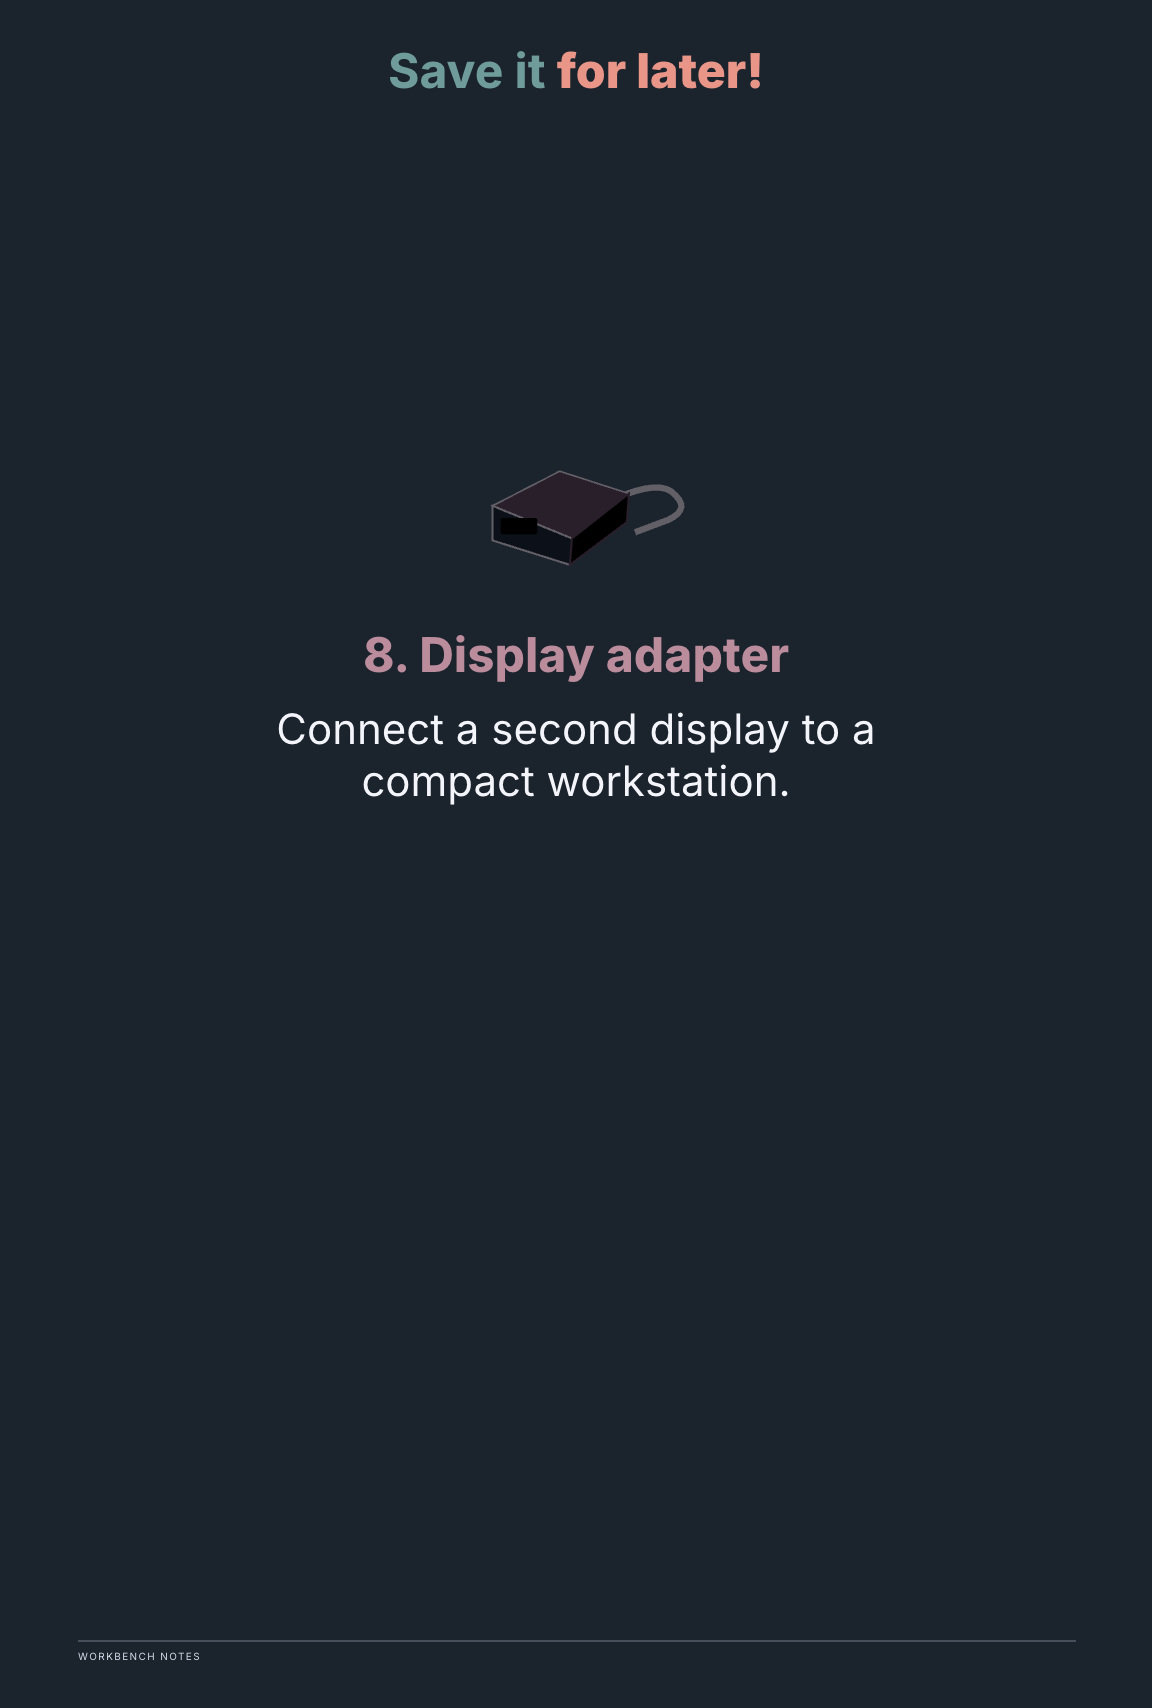 Save it for later!
8. Display adapter
Connect a second display to a
compact workstation.
WORKBENCH NOTES